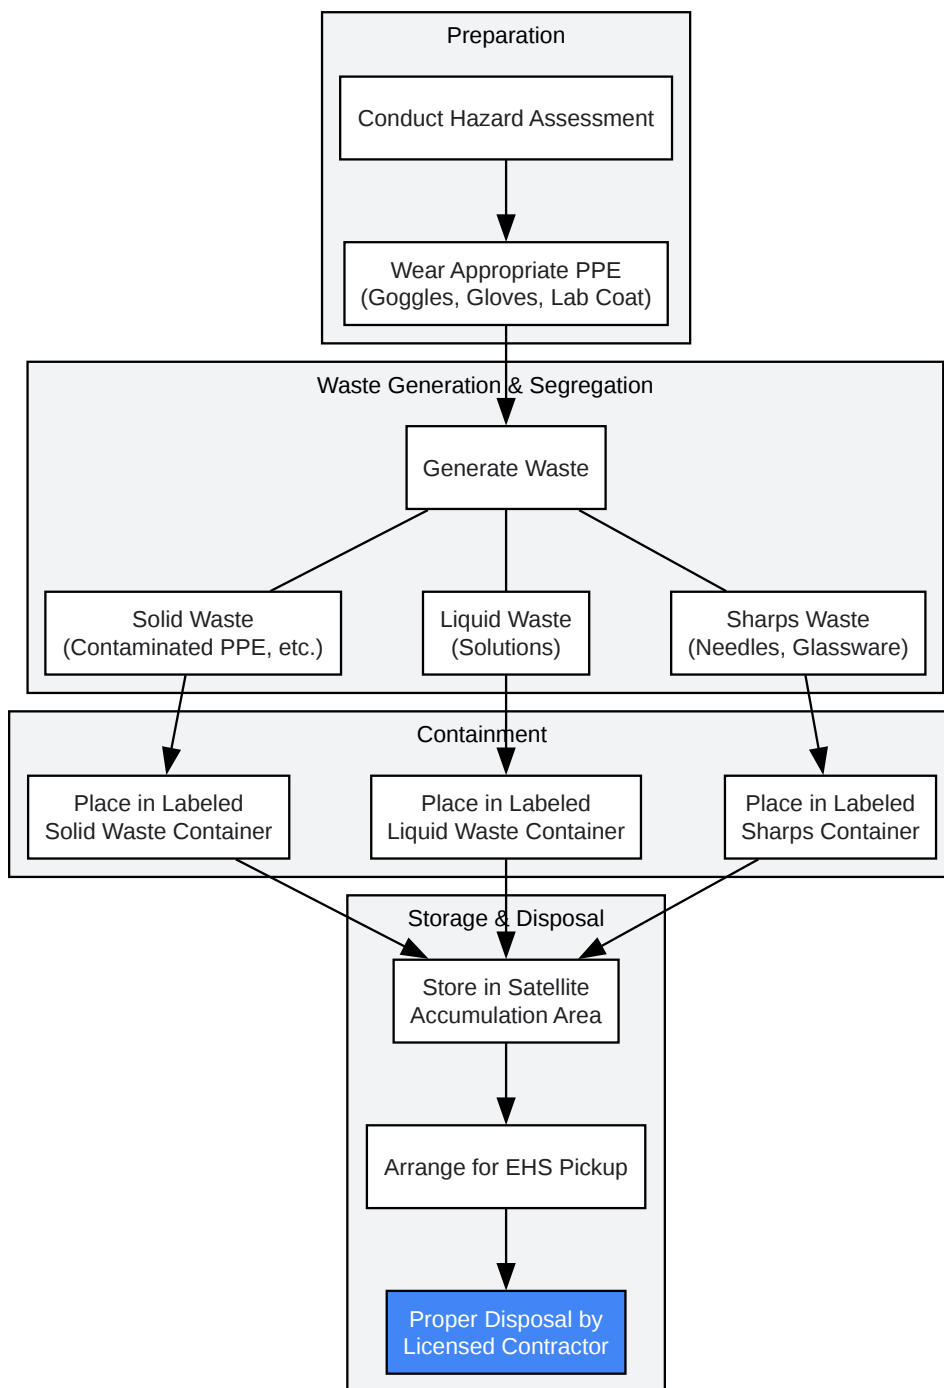 Preparation
Conduct Hazard Assessment
Wear Appropriate PPE
(Goggles, Gloves, Lab Coat)
Waste Generation & Segregation
Generate Waste
Solid Waste
(Contaminated PPE, etc.)
Liquid Waste
(Solutions)
Sharps Waste
(Needles, Glassware)
Containment
Place in Labeled
Solid Waste Container
Place in Labeled
Liquid Waste Container
Place in Labeled
Sharps Container
Storage & Disposal
Store in Satellite
Accumulation Area
Arrange for EHS Pickup
Proper Disposal by
Licensed Contractor